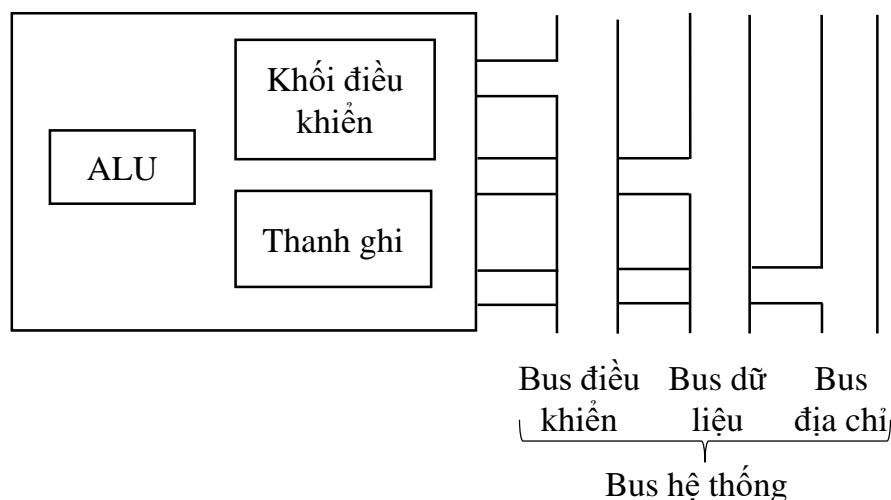 Khối điều
khiển
ALU
Thanh ghi
Bus điều
khiển
Bus dữ
liệu
Bus
địa chỉ
Bus hệ thống